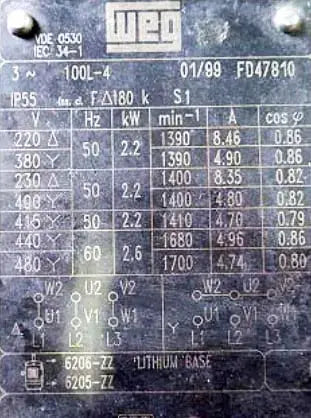 VDE 0530
IEC 34-1
WEG
3 ~ 100L-4 01/99 FD47810
IP55 Iso. cl. F Δt80 k S1
V Hz kW min-1 A cos φ
220 Δ 50 2.2 1390 8.46 0.86
380 Y 1390 4.90 0.86
230 Δ 50 2.2 1400 8.35 0.82
400 Y 1400 4.80 0.82
415 Y 50 2.2 1410 4.70 0.79
440 Y 60 2.6 1680 4.96 0.86
480 Y 1700 4.74 0.80
W2 U2 V2 W2 U2 V2
Δ U1 V1 W1 Y U1 V1 W1
L1 L2 L3 L1 L2 L3
6206-ZZ LITHIUM BASE
6205-ZZ